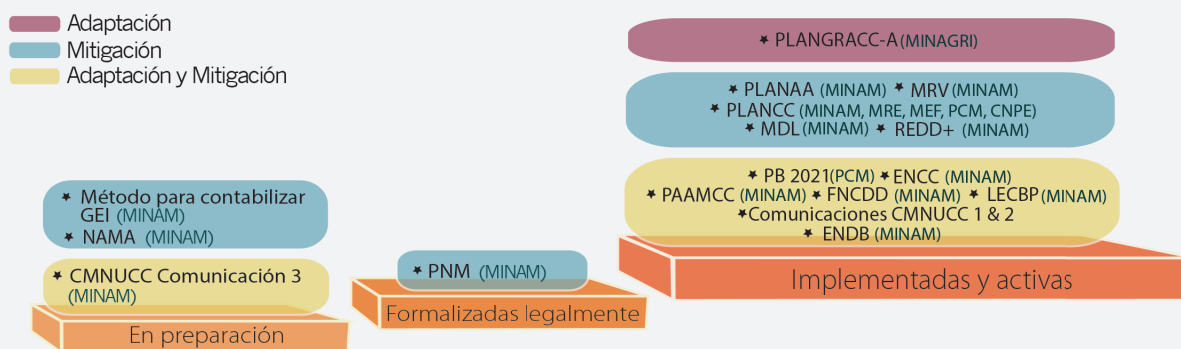 Adaptación
Mitigación
Adaptación y Mitigación
★ PLANGRACC-A (MINAGRI)
★ PLANAA (MINAM) ★ MRV (MINAM)
★ PLANCC (MINAM, MRE, MEF, PCM, CNPE)
★ MDL (MINAM) ★ REDD+ (MINAM)
★ PB 2021(PCM) ★ ENCC (MINAM)
★ PAAMCC (MINAM) ★ FNCDD (MINAM) ★ LECBP (MINAM)
★Comunicaciones CMNUCC 1 & 2
★ ENDB (MINAM)
Implementadas y activas
★ Método para contabilizar
GEI (MINAM)
★ NAMA (MINAM)
★ CMNUCC Comunicación 3
(MINAM)
En preparación
★ PNM (MINAM)
Formalizadas legalmente